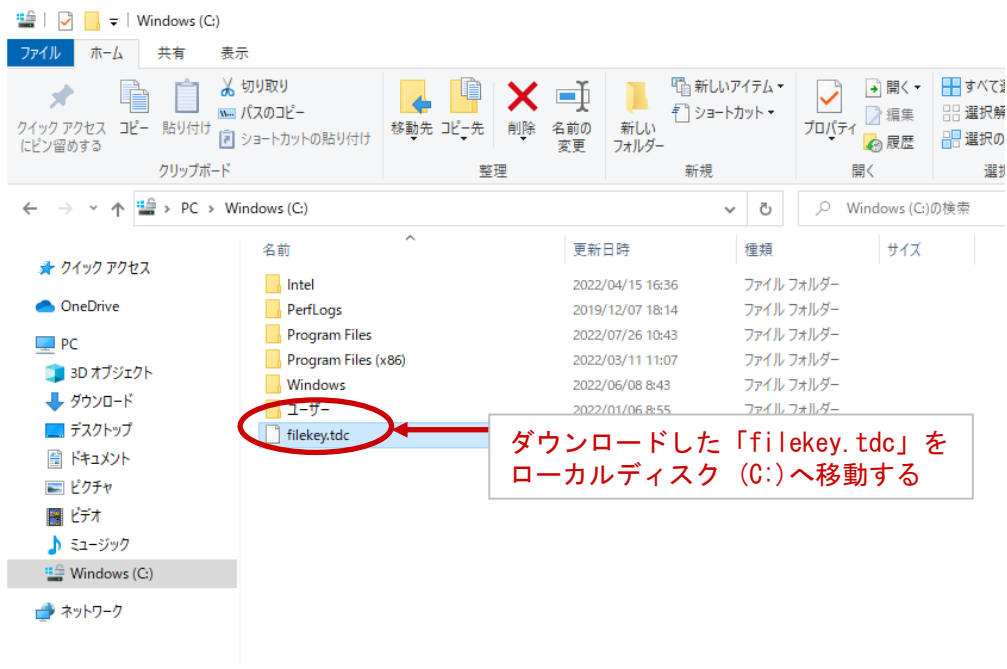 Windows (C:)
ファイル ホーム 共有 表示
クイック アクセス
にピン留めする
コピー
貼り付け
切り取り
パスのコピー
ショートカットの貼り付け
クリップボード
移動先
コピー先
削除
名前の
変更
整理
新しい
フォルダー
新しいアイテム
ショートカット
新規
プロパティ
開く
編集
履歴
開く
すべて選
選択解
選択の
選択
PC Windows (C:)
Windows (C:)の検索
名前 更新日時 種類 サイズ
クイック アクセス
OneDrive
PC
3D オブジェクト
ダウンロード
デスクトップ
ドキュメント
ピクチャ
ビデオ
ミュージック
Windows (C:)
ネットワーク
Intel 2022/04/15 16:36 ファイル フォルダー
PerfLogs 2019/12/07 18:14 ファイル フォルダー
Program Files 2022/07/26 10:43 ファイル フォルダー
Program Files (x86) 2022/03/11 11:07 ファイル フォルダー
Windows 2022/06/08 8:43 ファイル フォルダー
ユーザー 2022/01/06 8:55 ファイル フォルダー
filekey.tdc
ダウンロードした「filekey.tdc」を
ローカルディスク (C:)へ移動する